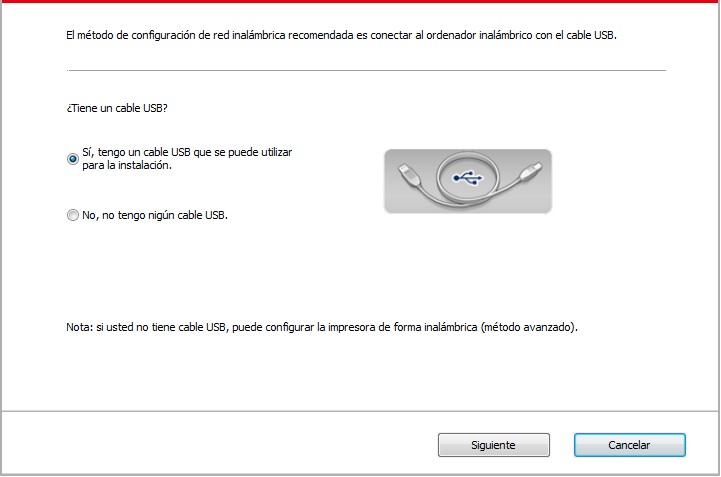 El método de configuración de red inalámbrica recomendada es conectar al ordenador inalámbrico con el cable USB.
¿Tiene un cable USB?
Sí, tengo un cable USB que se puede utilizar
para la instalación.
No, no tengo nigún cable USB.
Nota: si usted no tiene cable USB, puede configurar la impresora de forma inalámbrica (método avanzado).
Siguiente
Cancelar